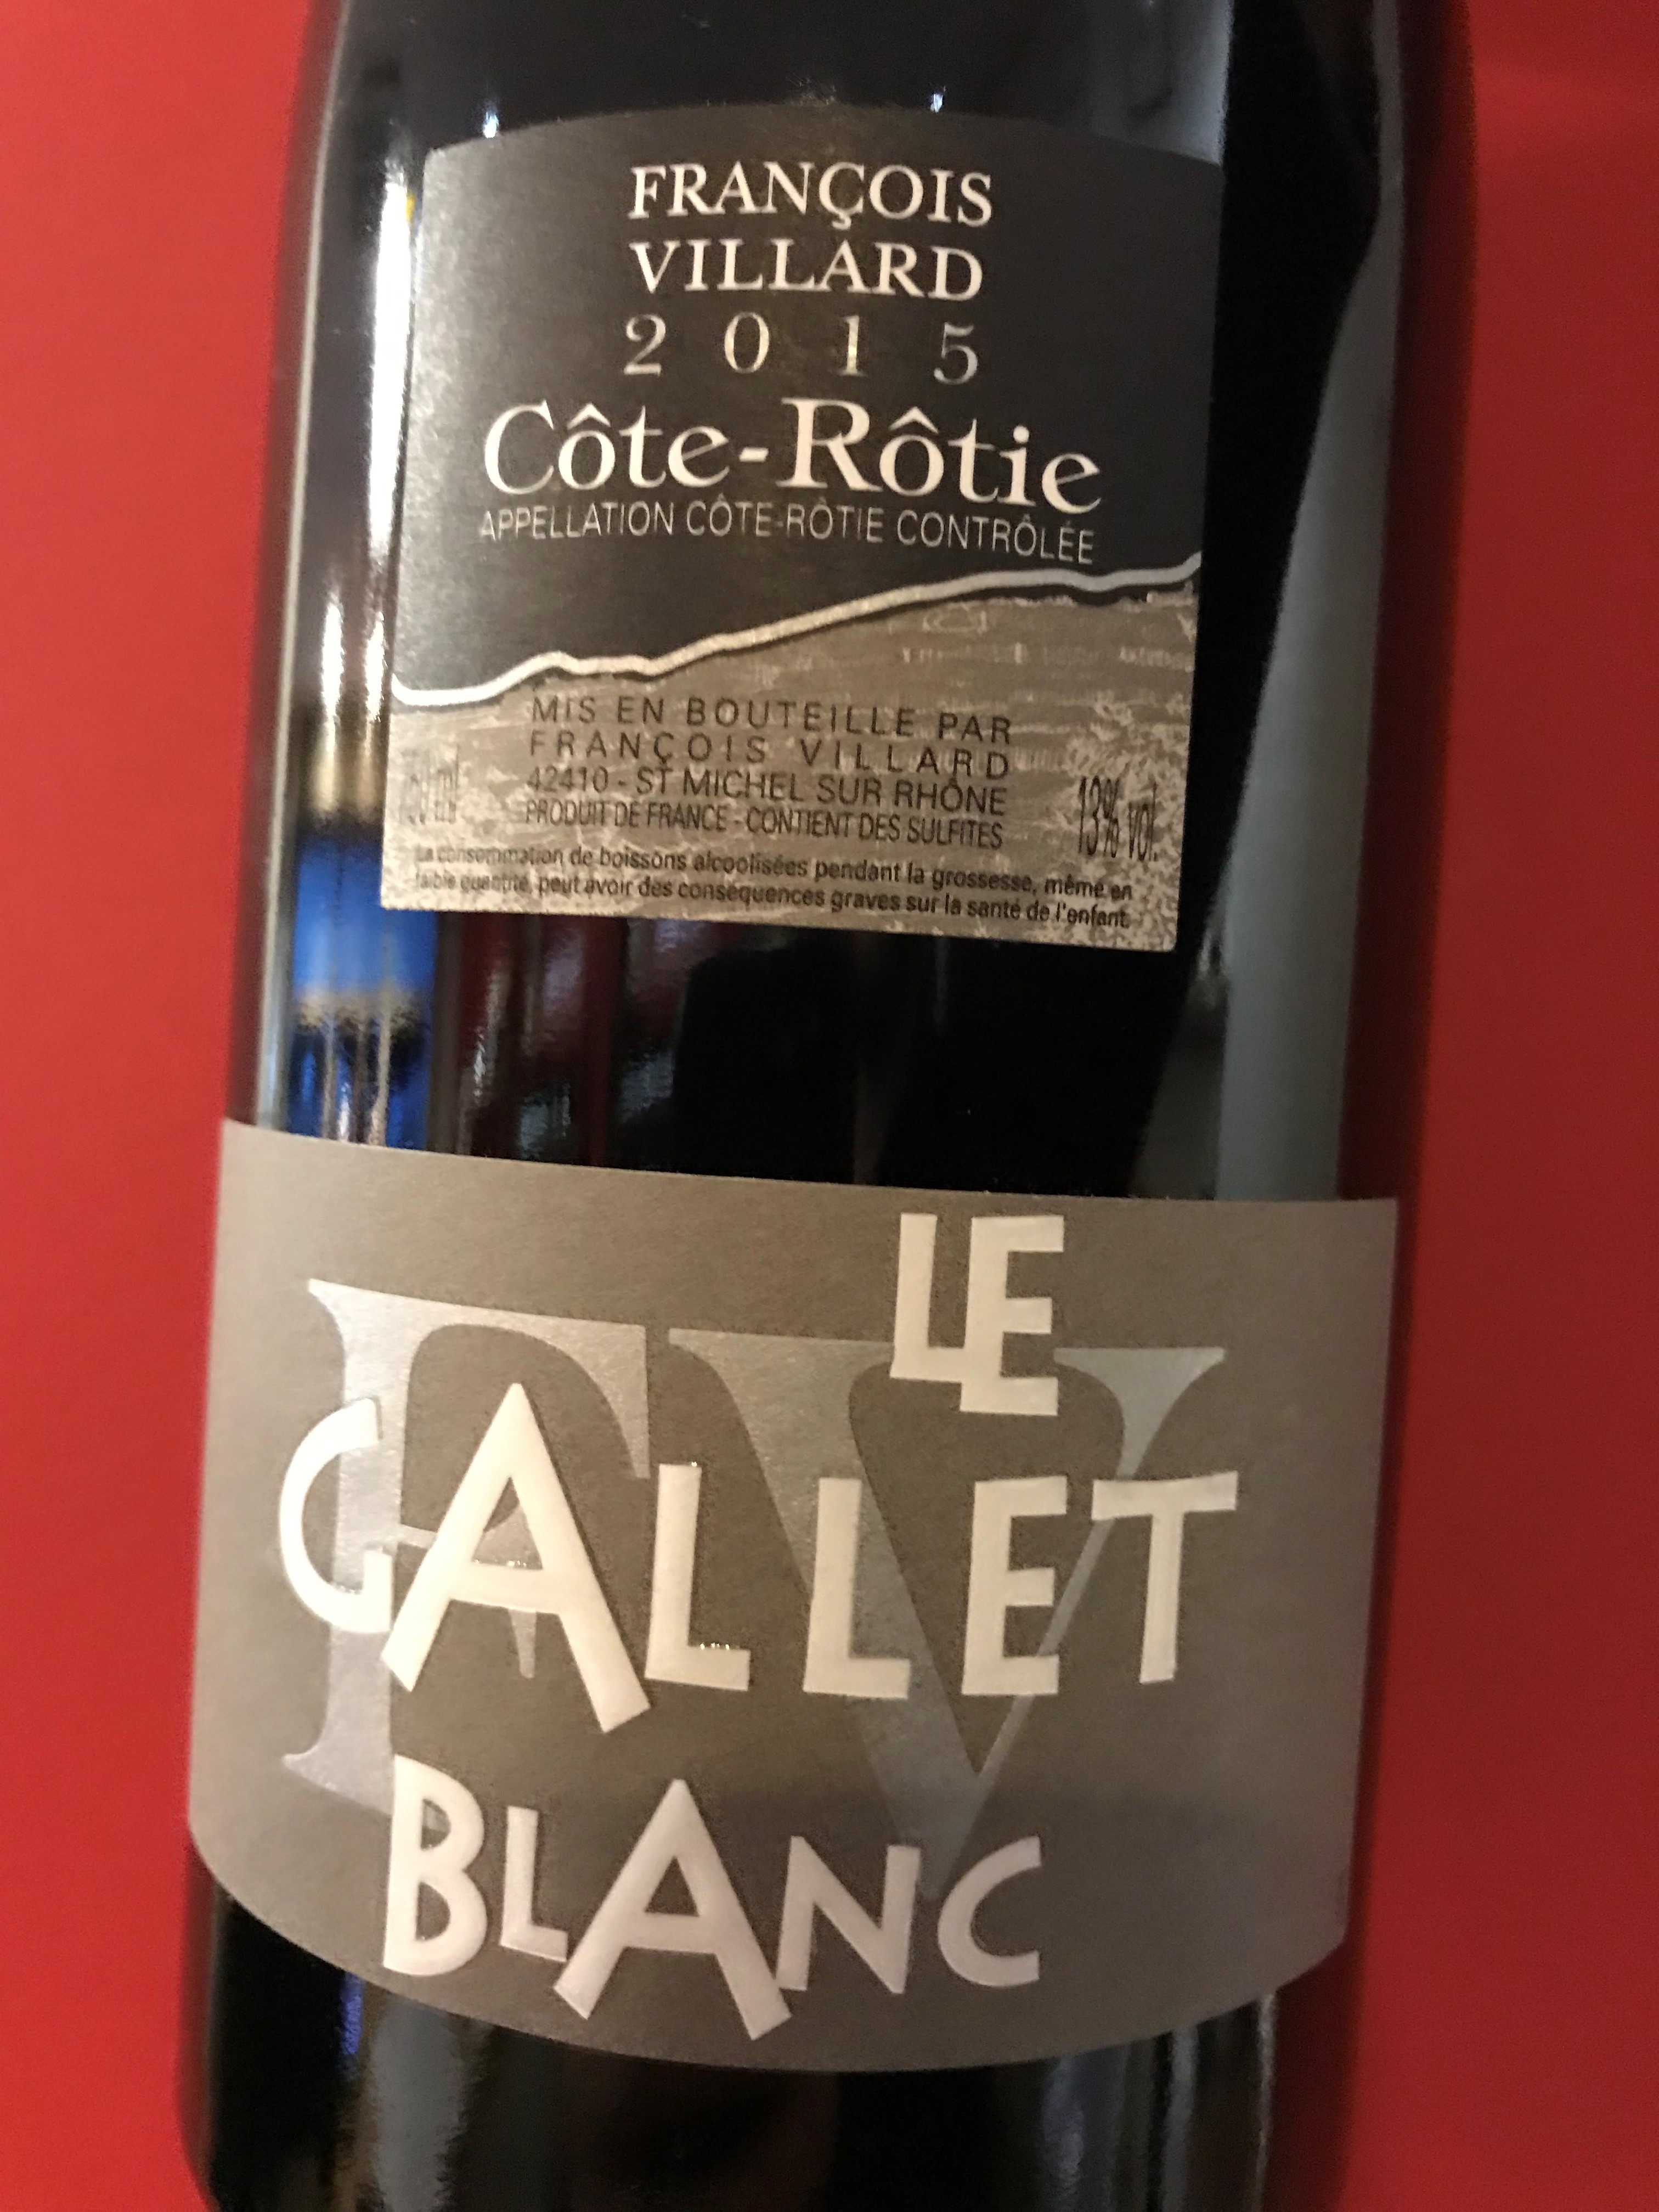 FRANÇOIS
VILLARD
2015
Côte-Rôtie
APPELLATION CÔTE-RÔTIE CONTRÔLÉE
MIS EN BOUTEILLE PAR
FRANÇOIS VILLARD
42410 - ST MICHEL SUR RHÔNE
PRODUIT DE FRANCE - CONTIENT DES SULFITES
750 ml
13% vol.
La consommation de boissons alcoolisées pendant la grossesse, même en
faible quantité, peut avoir des conséquences graves sur la santé de l'enfant.
FV
LE
GALLET
BLANC